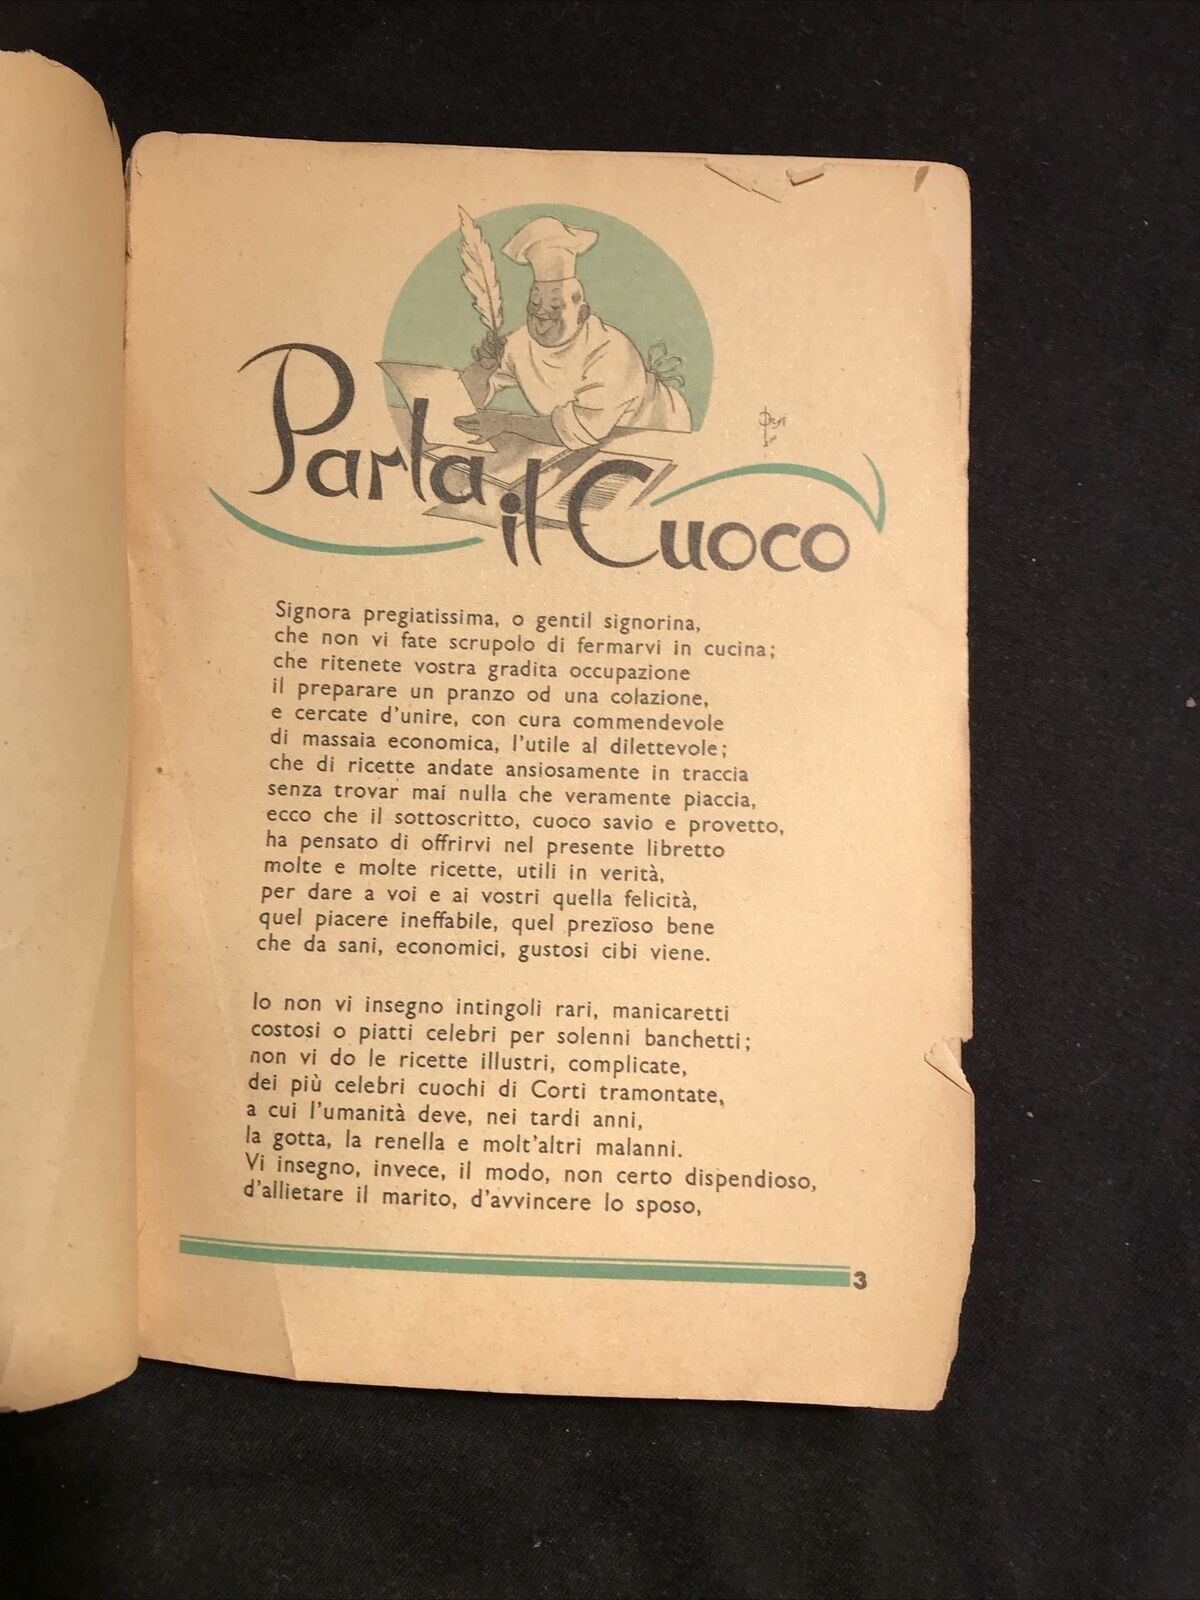 Parla
il Cuoco
Signora pregiatissima, o gentil signorina,
che non vi fate scrupolo di fermarvi in cucina;
che ritenete vostra gradita occupazione
il preparare un pranzo od una colazione,
e cercate d'unire, con cura commendevole
di massaia economica, l'utile al dilettevole;
che di ricette andate ansiosamente in traccia
senza trovar mai nulla che veramente piaccia,
ecco che il sottoscritto, cuoco savio e provetto,
ha pensato di offrirvi nel presente libretto
molte e molte ricette, utili in verità,
per dare a voi e ai vostri quella felicità,
quel piacere ineffabile, quel prezïoso bene
che da sani, economici, gustosi cibi viene.
Io non vi insegno intingoli rari, manicaretti
costosi o piatti celebri per solenni banchetti;
non vi do le ricette illustri, complicate,
dei più celebri cuochi di Corti tramontate,
a cui l'umanità deve, nei tardi anni,
la gotta, la renella e molt'altri malanni.
Vi insegno, invece, il modo, non certo dispendioso,
d'allietare il marito, d'avvincere lo sposo,
3